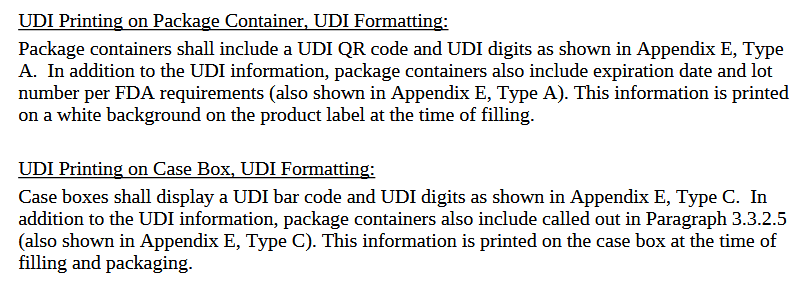 UDI Printing on Package Container, UDI Formatting:
Package containers shall include a UDI QR code and UDI digits as shown in Appendix E, Type
A.  In addition to the UDI information, package containers also include expiration date and lot
number per FDA requirements (also shown in Appendix E, Type A). This information is printed
on a white background on the product label at the time of filling.
UDI Printing on Case Box, UDI Formatting:
Case boxes shall display a UDI bar code and UDI digits as shown in Appendix E, Type C.  In
addition to the UDI information, package containers also include called out in Paragraph 3.3.2.5
(also shown in Appendix E, Type C). This information is printed on the case box at the time of
filling and packaging.